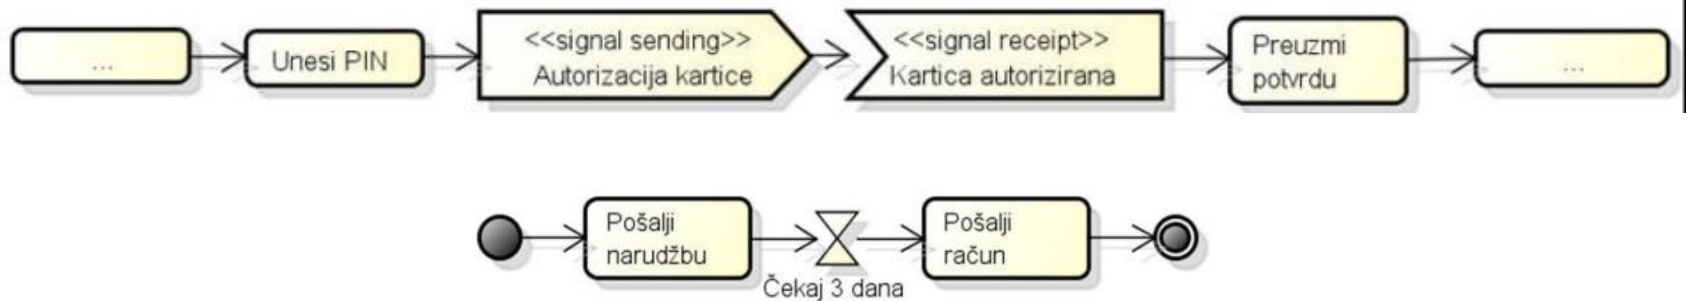 ...
Unesi PIN
<<signal sending>>
Autorizacija kartice
<<signal receipt>>
Kartica autorizirana
Preuzmi
potvrdu
...
Pošalji
narudžbu
Čekaj 3 dana
Pošalji
račun